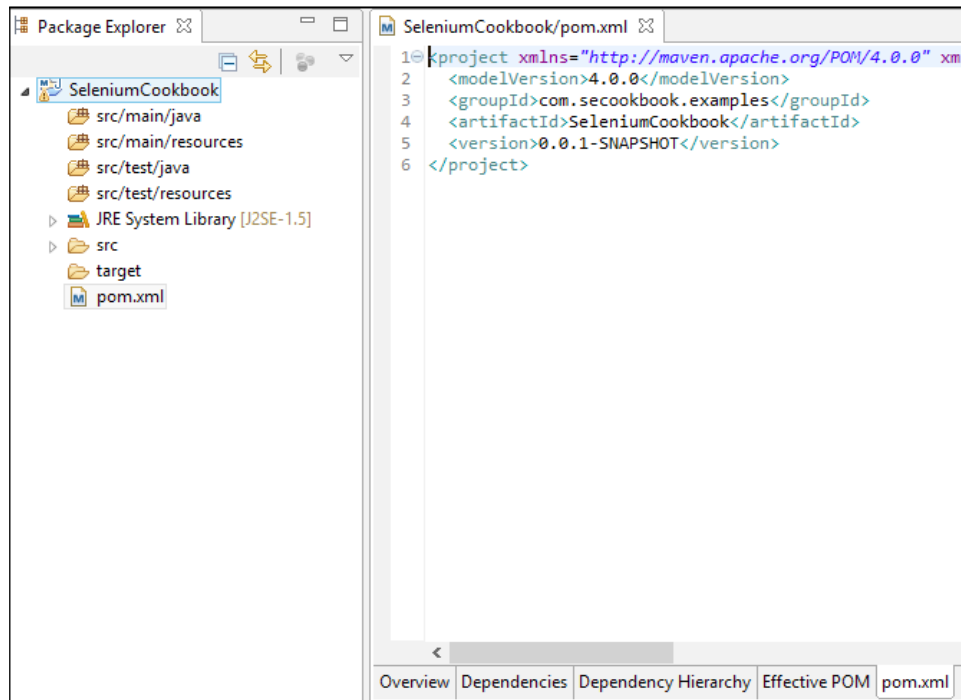 Package Explorer
SeleniumCookbook
src/main/java
src/main/resources
src/test/java
src/test/resources
JRE System Library [J2SE-1.5]
src
target
pom.xml
SeleniumCookbook/pom.xml
1 <project xmlns="http://maven.apache.org/POM/4.0.0" xm
2 <modelVersion>4.0.0</modelVersion>
3 <groupId>com.secookbook.examples</groupId>
4 <artifactId>SeleniumCookbook</artifactId>
5 <version>0.0.1-SNAPSHOT</version>
6 </project>
Overview Dependencies Dependency Hierarchy Effective POM pom.xml